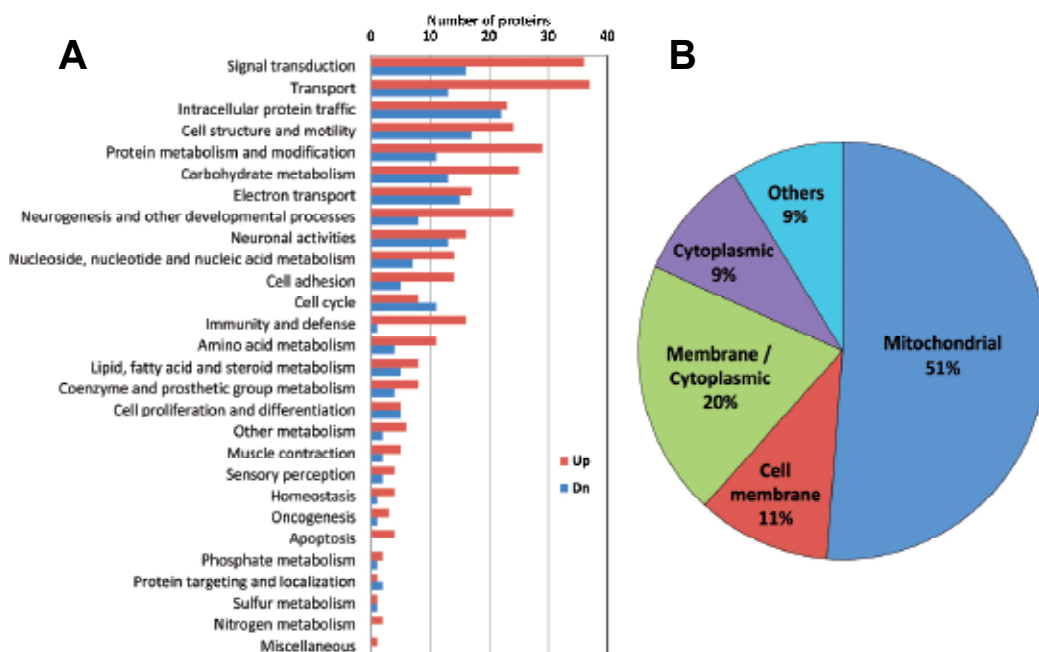 A
Number of proteins
0 10 20 30 40
Signal transduction
Transport
Intracellular protein traffic
Cell structure and motility
Protein metabolism and modification
Carbohydrate metabolism
Electron transport
Neurogenesis and other developmental processes
Neuronal activities
Nucleoside, nucleotide and nucleic acid metabolism
Cell adhesion
Cell cycle
Immunity and defense
Amino acid metabolism
Lipid, fatty acid and steroid metabolism
Coenzyme and prosthetic group metabolism
Cell proliferation and differentiation
Other metabolism
Muscle contraction
Sensory perception
Homeostasis
Oncogenesis
Apoptosis
Phosphate metabolism
Protein targeting and localization
Sulfur metabolism
Nitrogen metabolism
Miscellaneous
Up
Dn
B
Others
9%
Cytoplasmic
9%
Membrane /
Cytoplasmic
20%
Cell
membrane
11%
Mitochondrial
51%